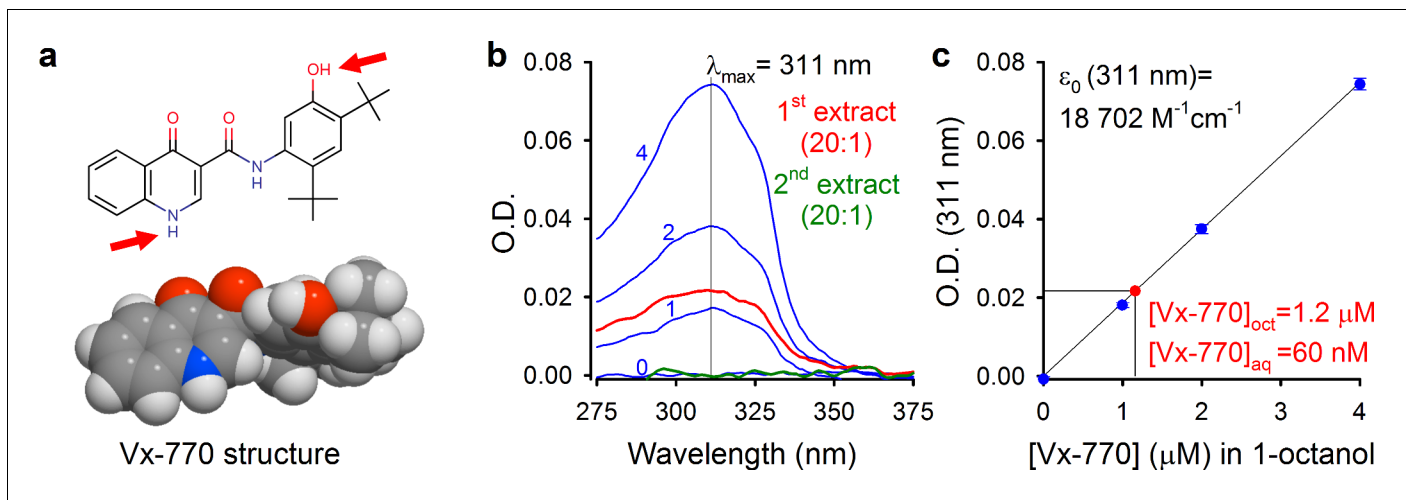 a
OH
O
O
N
H
N
H
Vx-770 structure
b
λmax= 311 nm
1st extract
(20:1)
2nd extract
(20:1)
4
2
1
0
O.D.
0.08
0.06
0.04
0.02
0.00
275
300
325
350
375
Wavelength (nm)
c
ε0 (311 nm)=
18 702 M-1cm-1
O.D. (311 nm)
0.08
0.06
0.04
0.02
0.00
[Vx-770]oct=1.2 μM
[Vx-770]aq =60 nM
0
1
2
4
[Vx-770] (μM) in 1-octanol